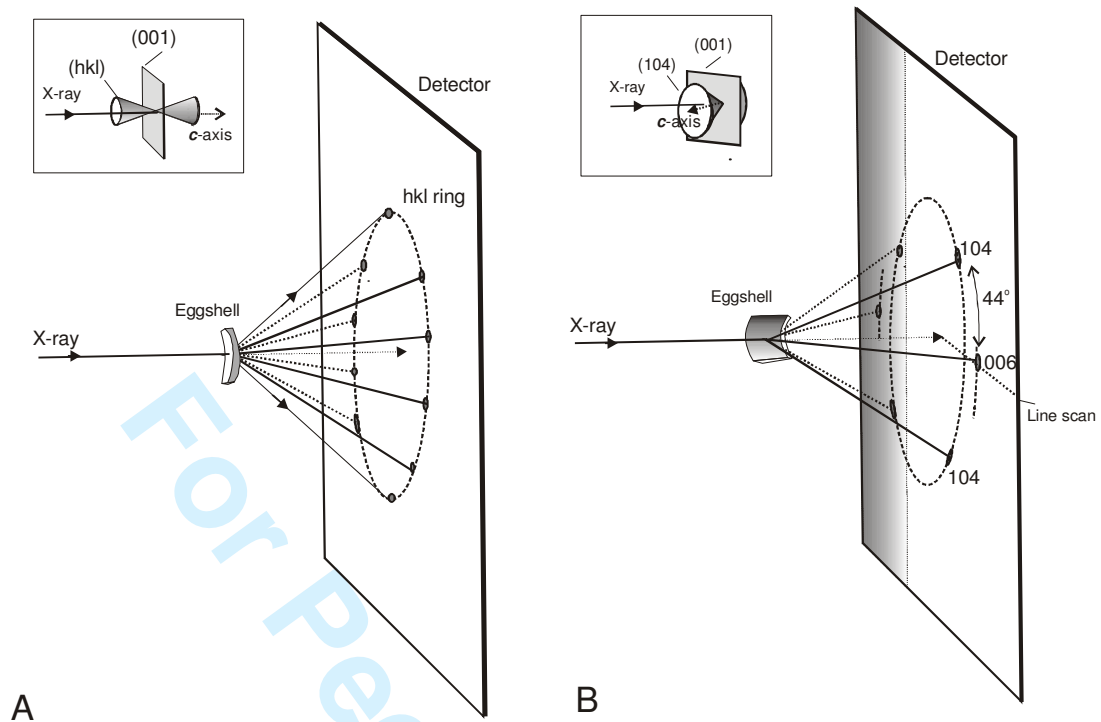 (001)
(hkl)
X-ray
c-axis
Detector
hkl ring
Eggshell
X-ray
For Pee
A
(001)
(104)
X-ray
c-axis
Detector
104
44°
Eggshell
X-ray
006
Line scan
104
B